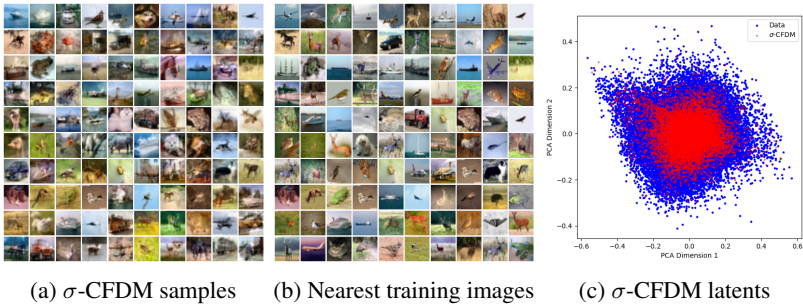 Data
σ-CFDM
0.4
0.2
0.0
−0.2
−0.4
PCA Dimension 2
−0.6
−0.4
−0.2
0.0
0.2
0.4
0.6
PCA Dimension 1
(a) σ-CFDM samples
(b) Nearest training images
(c) σ-CFDM latents